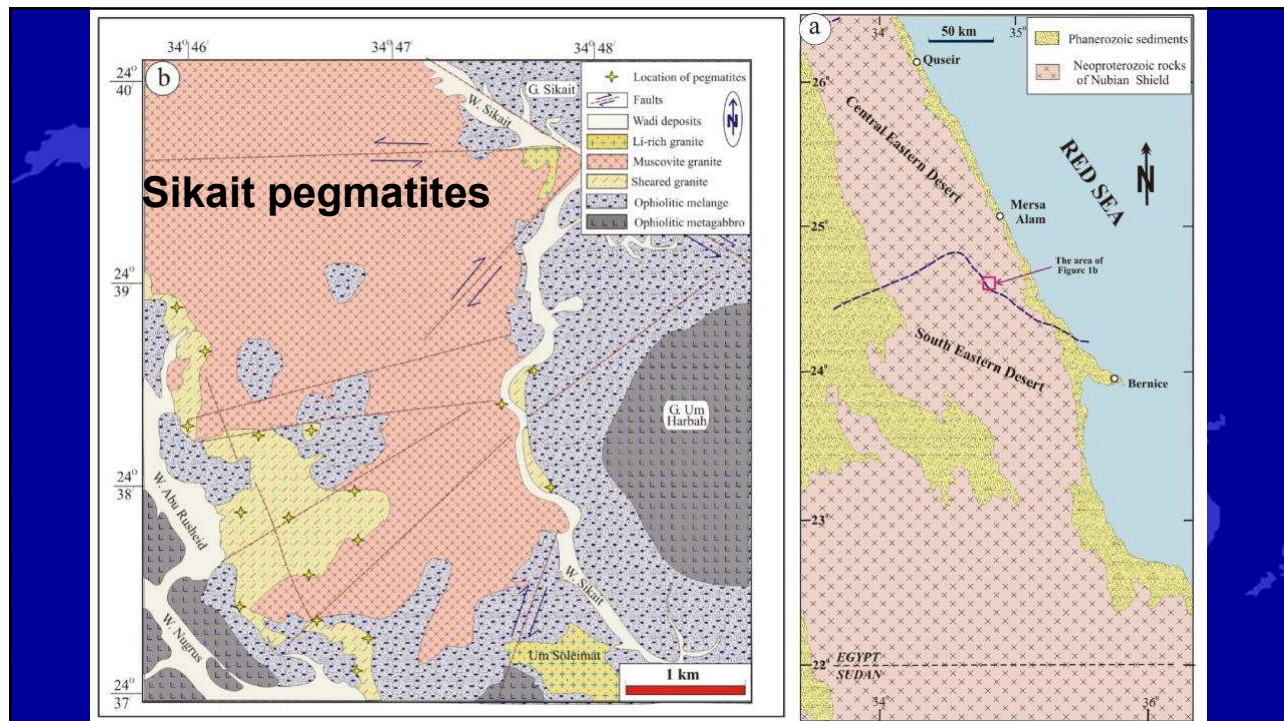 34° 46'
34° 47'
34° 48'
b
24°
40'
24°
39
24°
38
24°
37
G. Sikait
W. Sikait
Sikait pegmatites
Location of pegmatites
Faults
Wadi deposits
Li-rich granite
Muscovite granite
Sheared granite
Ophiolitic melange
Ophiolitic metagabbro
N
G. Um
Harbah
W. Abu Rusheid
W. Nugrus
W. Sikait
Um Soleimat
1 km
a
34°
35°
50 km
Phanerozoic sediments
Neoproterozoic rocks
of Nubian Shield
Quseir
26°
Central Eastern Desert
RED SEA
N
Mersa
Alam
25°
The area of
Figure 1b
South Eastern Desert
24°
Bernice
23°
22°
EGYPT
SUDAN
34°
36°